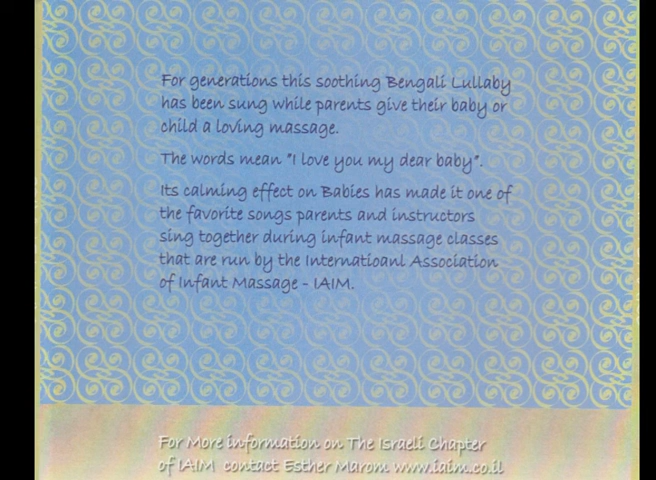 For generations this soothing Bengali Lullaby
has been sung while parents give their baby or
child a loving massage.
The words mean "I love you my dear baby".
Its calming effect on Babies has made it one of
the favorite songs parents and instructors
sing together during infant massage classes
that are run by the Internatioanl Association
of Infant Massage - IAIM.
For More information on The Israeli Chapter
of IAIM contact Esther Marom www.iaim.co.il